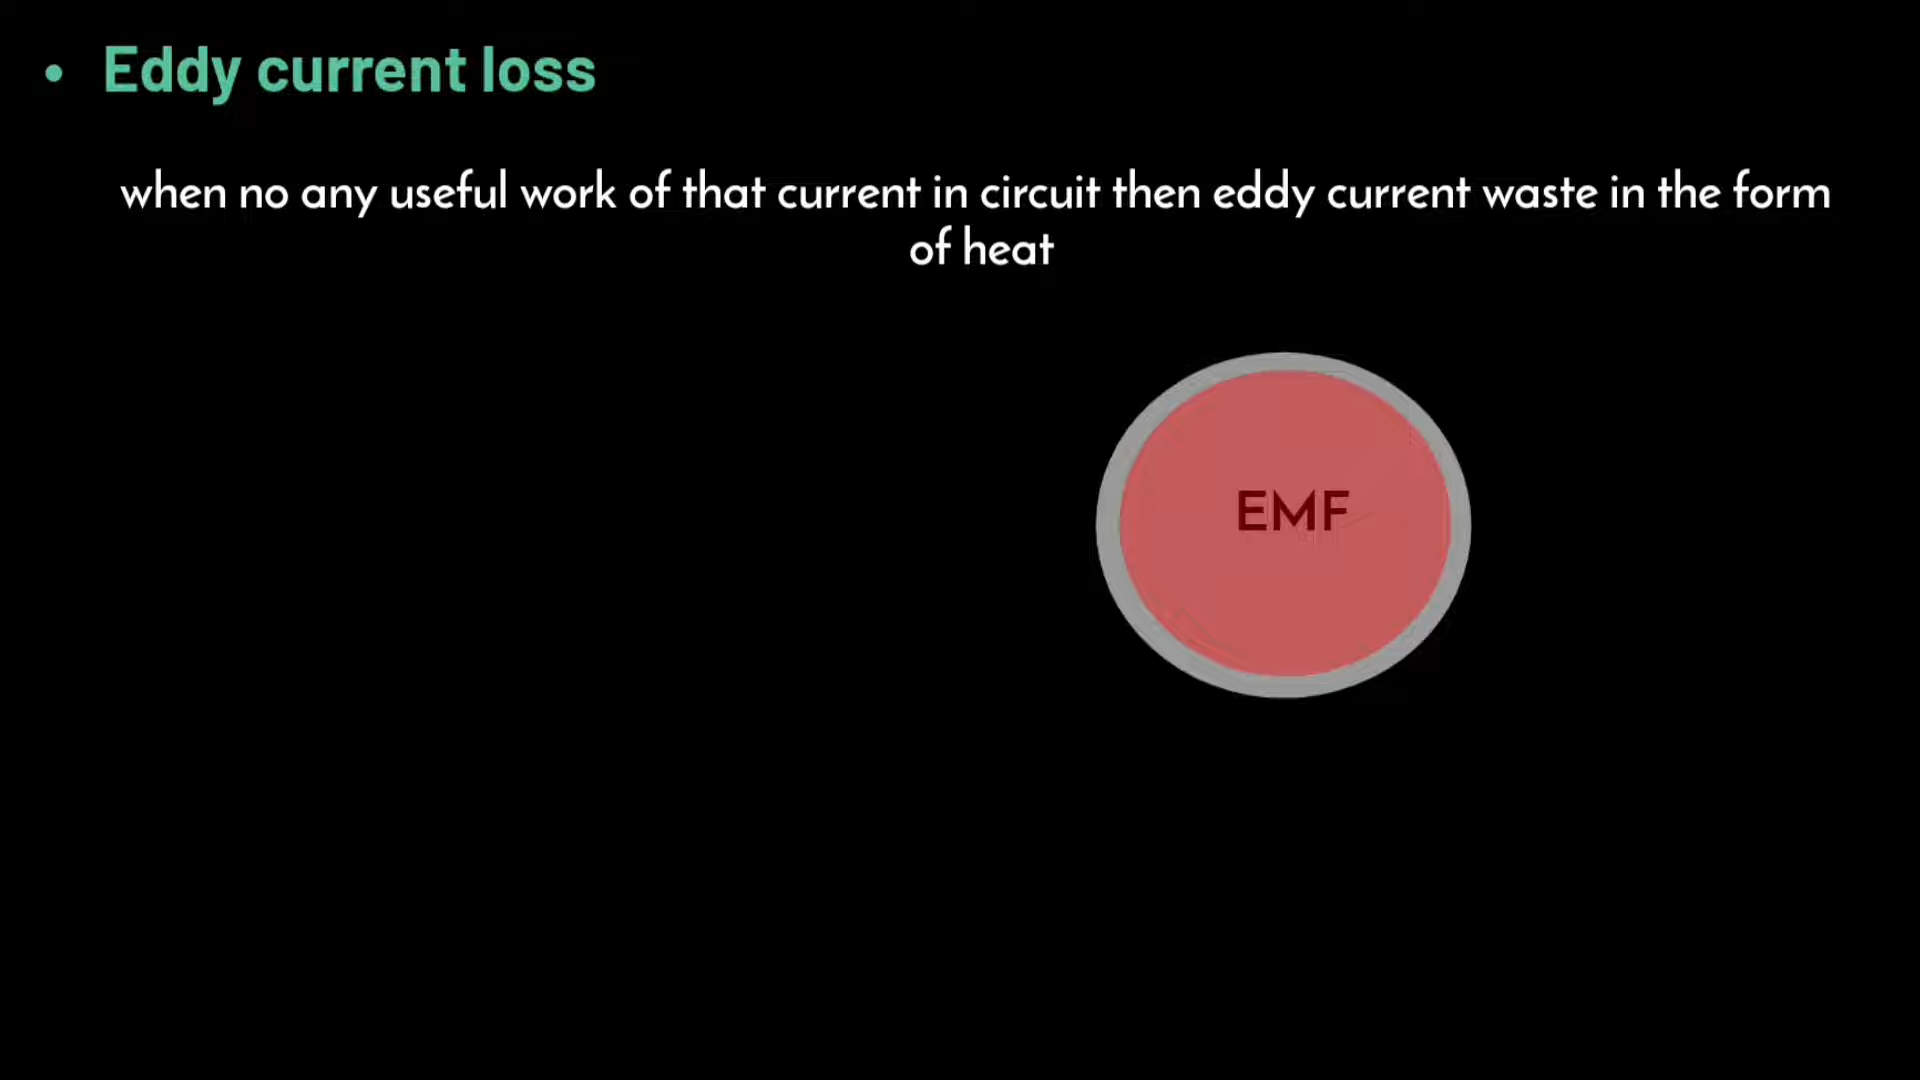 • Eddy current loss
when no any useful work of that current in circuit then eddy current waste in the form
of heat
EMF